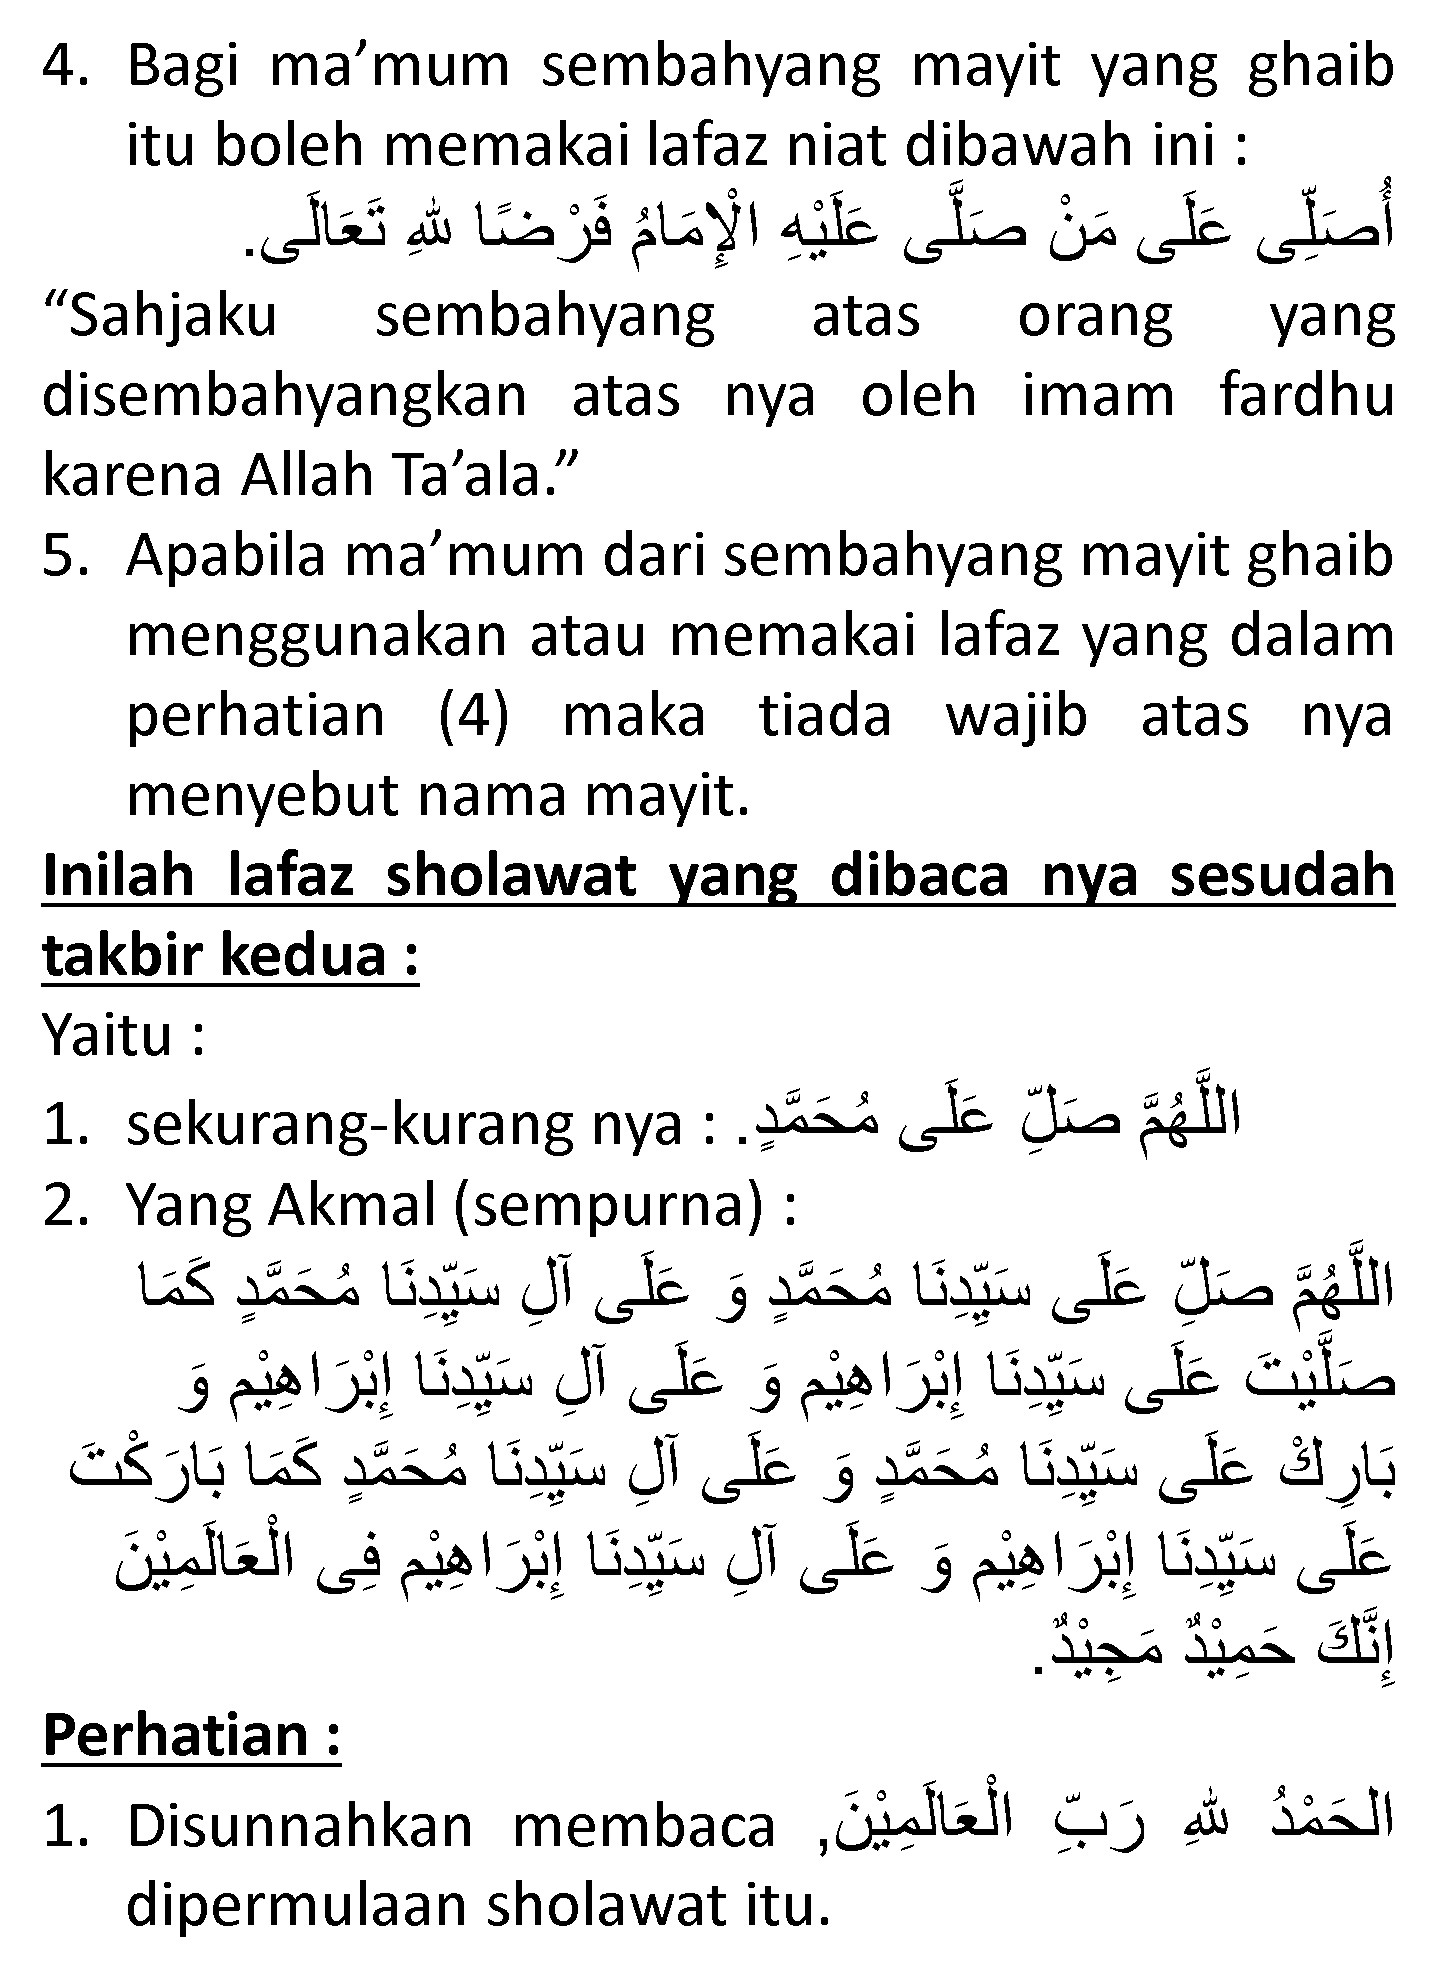 4. Bagi ma’mum sembahyang mayit yang ghaib
itu boleh memakai lafaz niat dibawah ini :
أُصَلِّى عَلَى مَنْ صَلَّى عَلَيْهِ الْإِمَامُ فَرْضًا للهِ تَعَالَى.
“Sahjaku sembahyang atas orang yang
disembahyangkan atas nya oleh imam fardhu
karena Allah Ta’ala.”
5. Apabila ma’mum dari sembahyang mayit ghaib
menggunakan atau memakai lafaz yang dalam
perhatian (4) maka tiada wajib atas nya
menyebut nama mayit.
Inilah lafaz sholawat yang dibaca nya sesudah
takbir kedua :
Yaitu :
1. sekurang-kurang nya : اللَّهُمَّ صَلِّ عَلَى مُحَمَّدٍ.
2. Yang Akmal (sempurna) :
اللَّهُمَّ صَلِّ عَلَى سَيِّدِنَا مُحَمَّدٍ وَ عَلَى آلِ سَيِّدِنَا مُحَمَّدٍ كَمَا
صَلَّيْتَ عَلَى سَيِّدِنَا إِبْرَاهِيْم وَ عَلَى آلِ سَيِّدِنَا إِبْرَاهِيْم وَ
بَارِكْ عَلَى سَيِّدِنَا مُحَمَّدٍ وَ عَلَى آلِ سَيِّدِنَا مُحَمَّدٍ كَمَا بَارَكْتَ
عَلَى سَيِّدِنَا إِبْرَاهِيْم وَ عَلَى آلِ سَيِّدِنَا إِبْرَاهِيْم فِى الْعَالَمِيْنَ
إِنَّكَ حَمِيْدٌ مَجِيْدٌ.
Perhatian :
1. Disunnahkan membaca الحَمْدُ للهِ رَبِّ الْعَالَمِيْنَ,
dipermulaan sholawat itu.